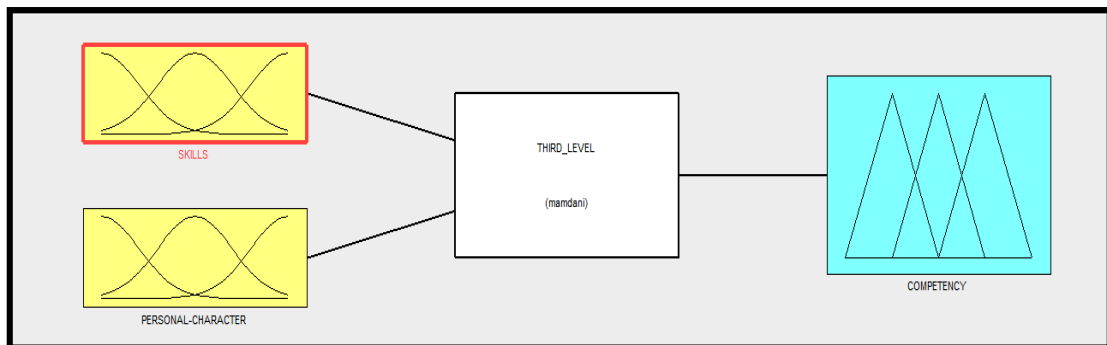 SKILLS
THIRD_LEVEL
(mamdani)
PERSONAL-CHARACTER
COMPETENCY